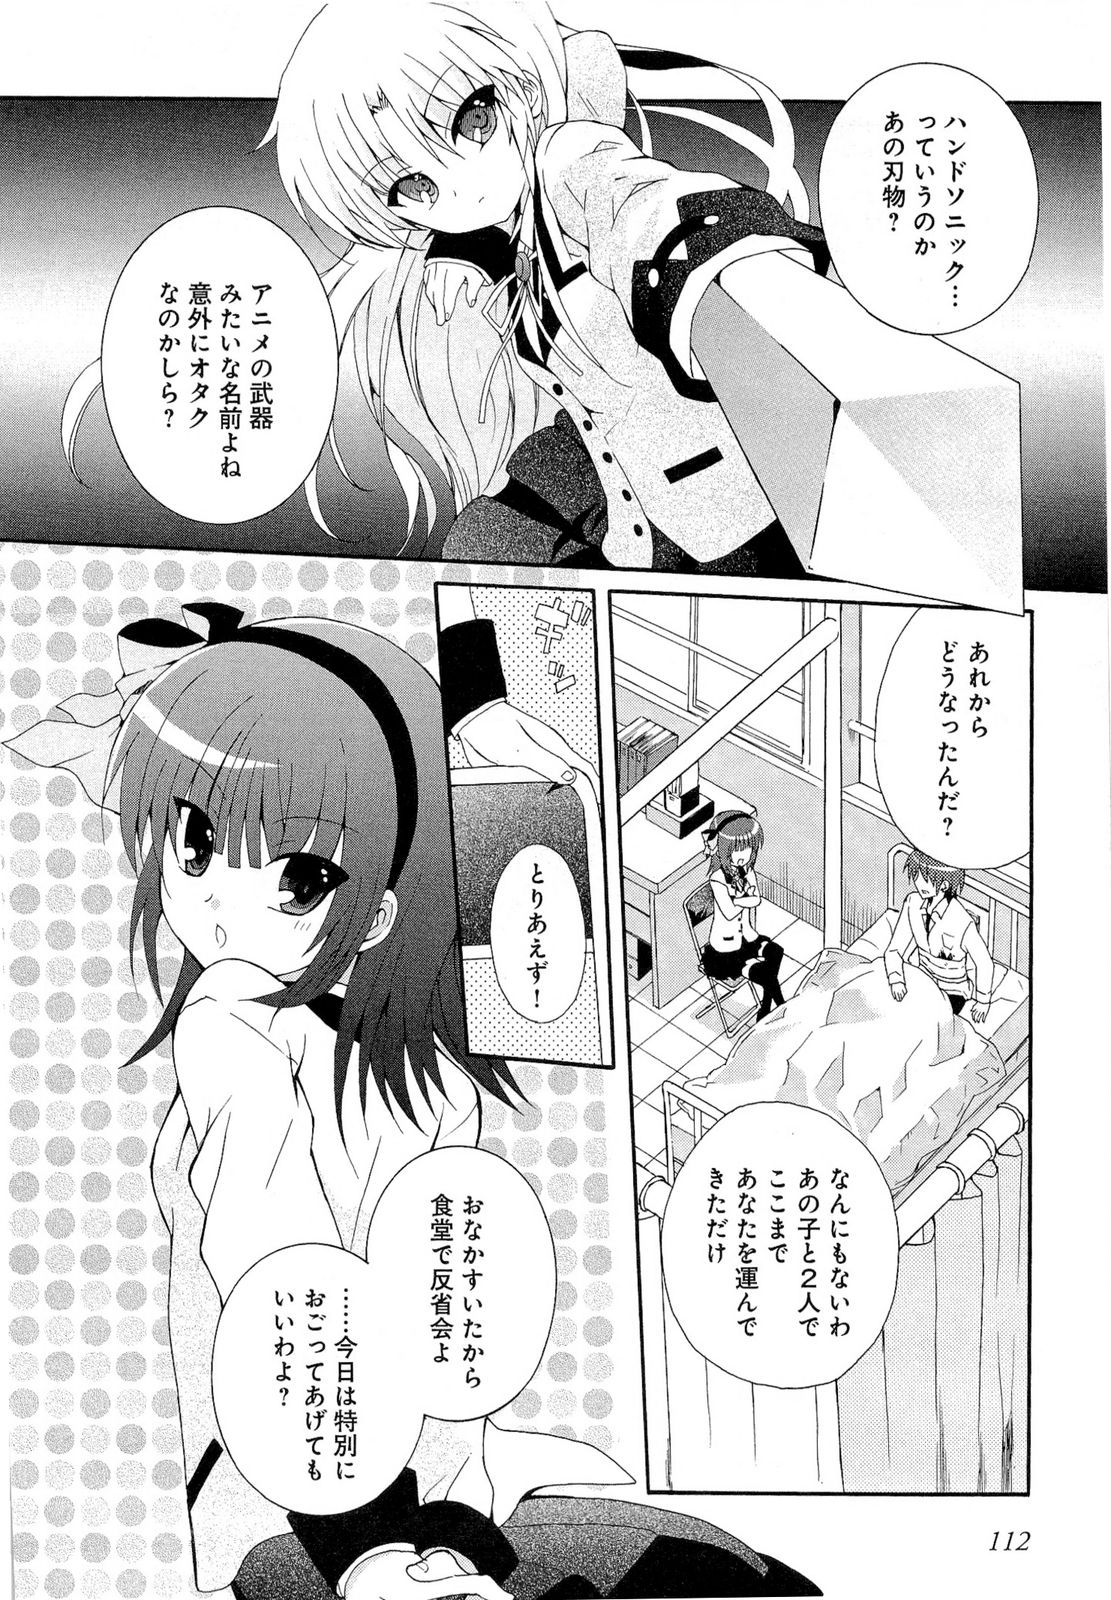 ハンドソニック…
っていうのか
あの刃物？
アニメの武器
みたいな名前よね
意外にオタク
なのかしら？
あれから
どうなったんだ？
なんにもないわ
あの子と2人で
ここまで
あなたを運んで
きただけ
ギッ
とりあえず！
おなかすいたから
食堂で反省会よ
……今日は特別に
おごってあげても
いいわよ？
112